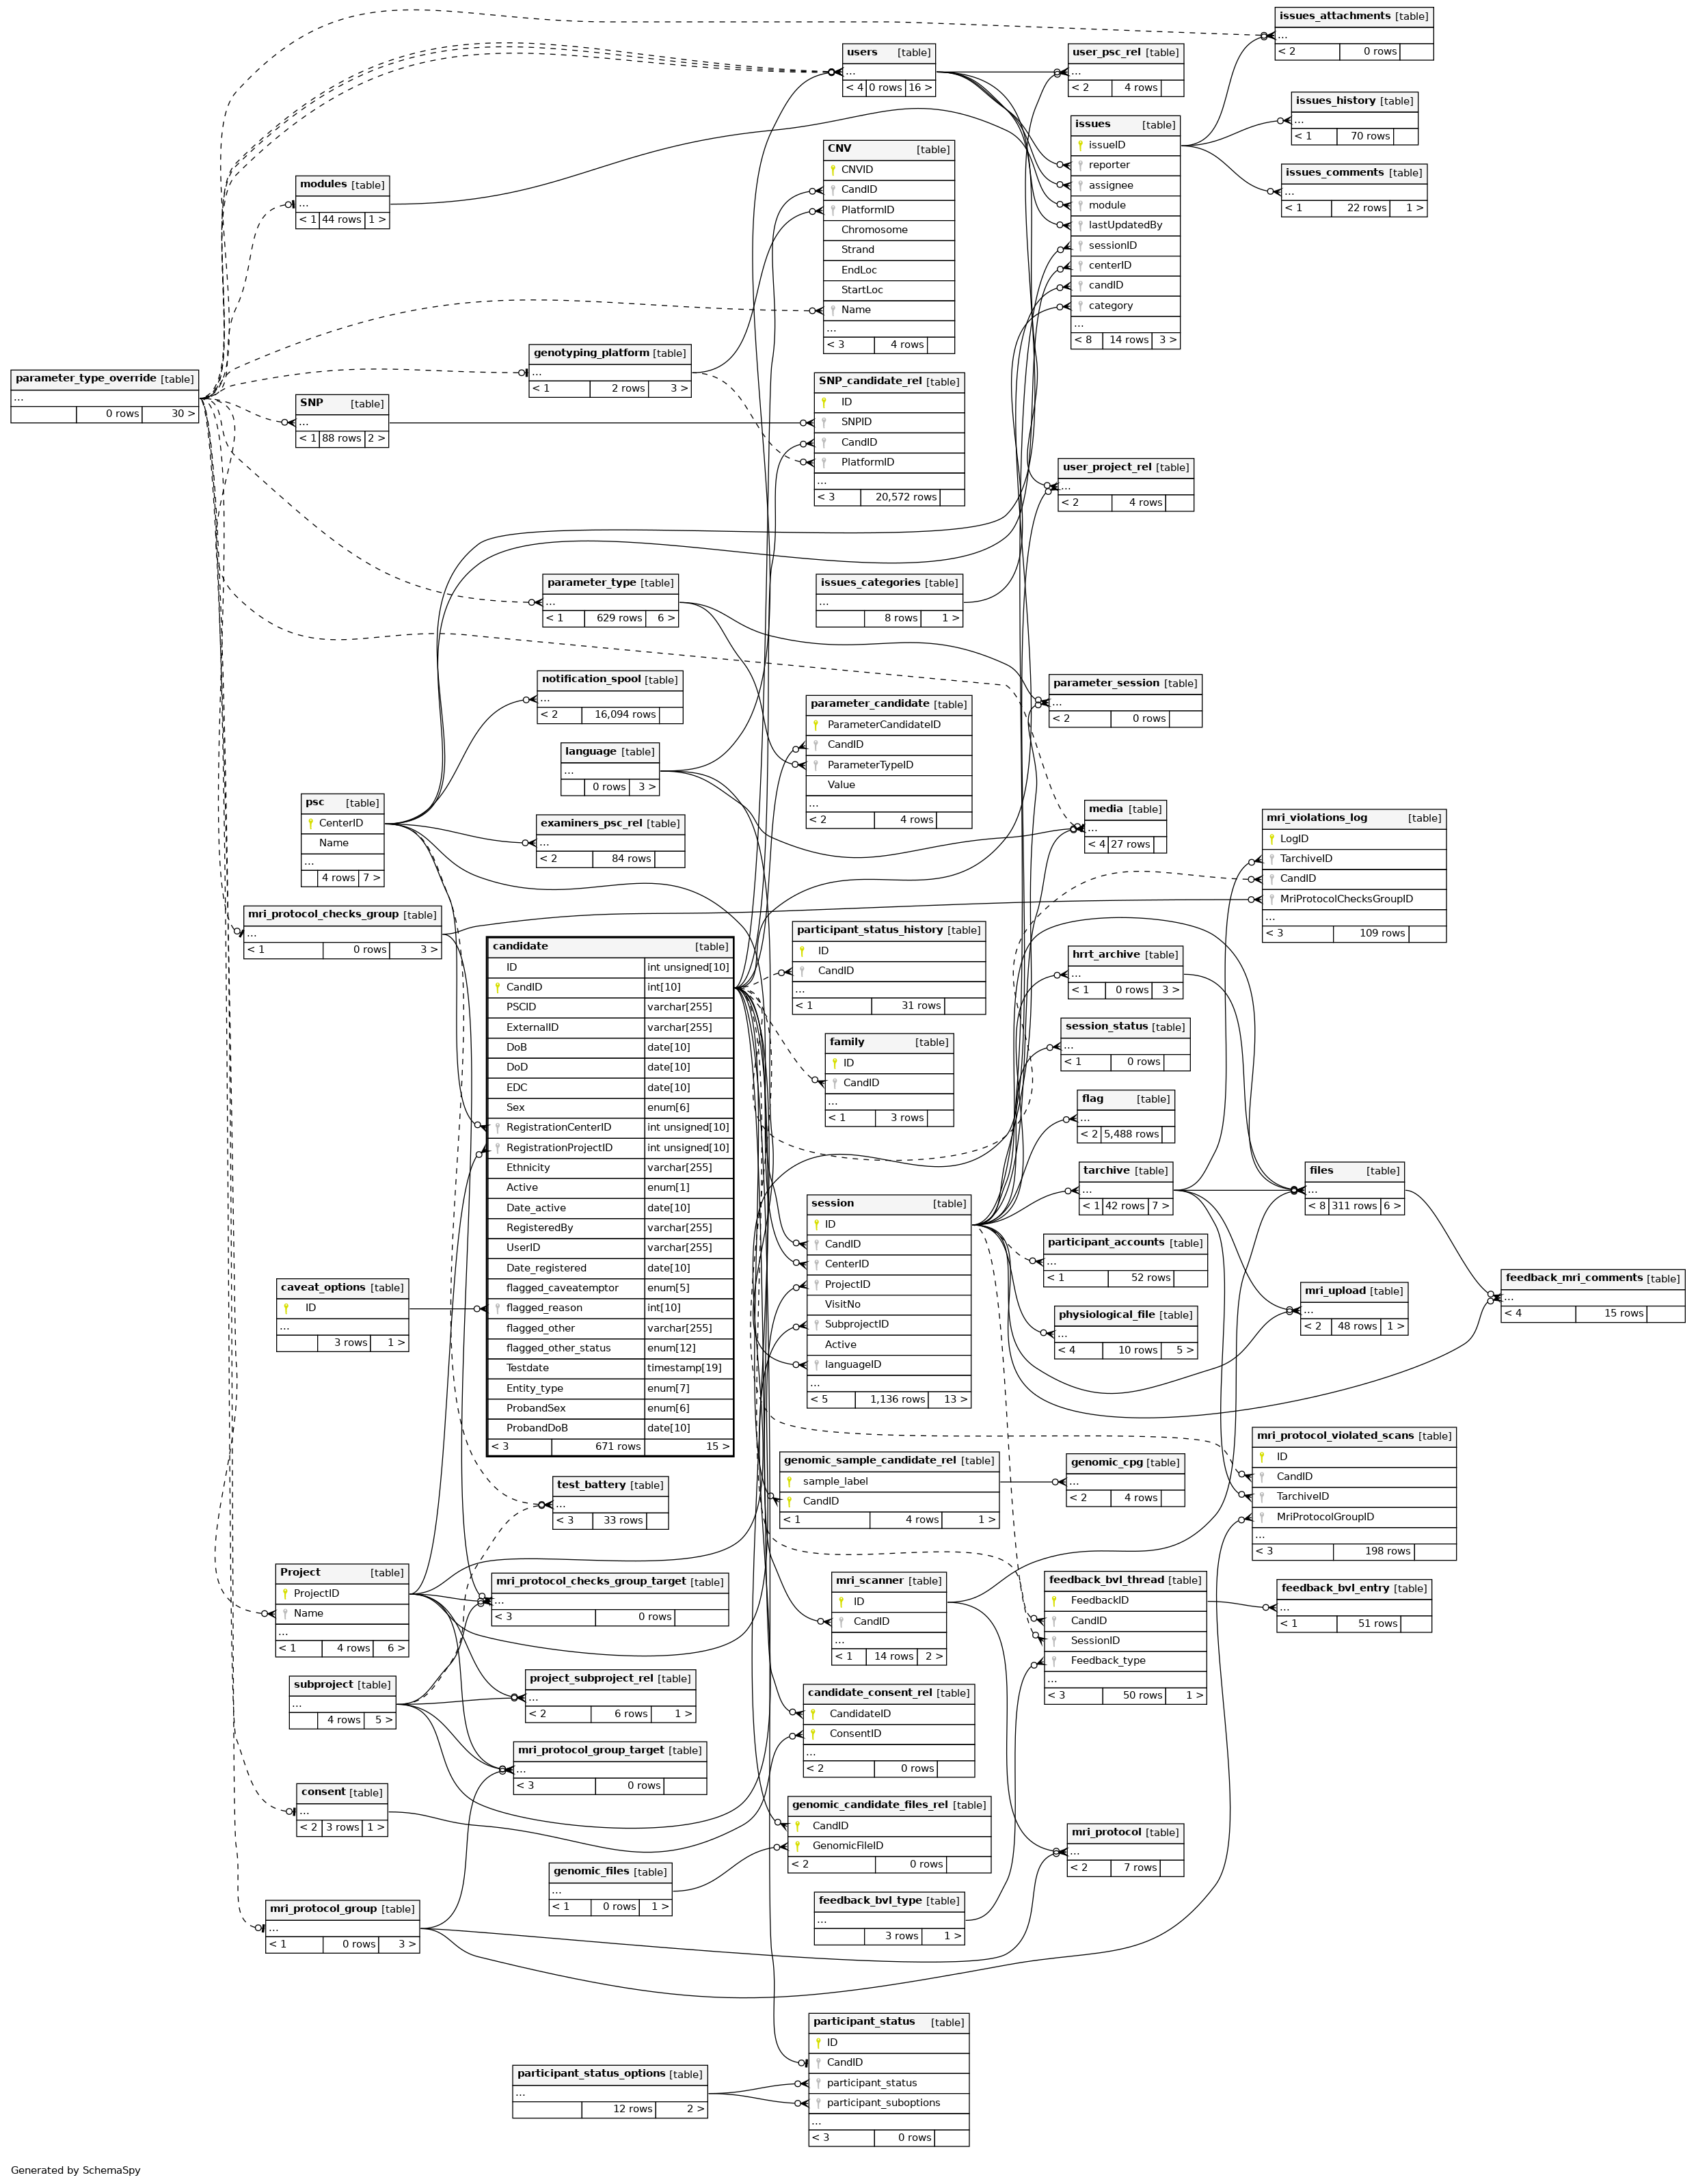 issues_attachments [table]
...
< 2 0 rows
users [table]
...
< 4 0 rows 16 >
user_psc_rel [table]
...
< 2 4 rows
issues_history [table]
...
< 1 70 rows
issues [table]
issueID
reporter
assignee
module
lastUpdatedBy
sessionID
centerID
candID
category
...
< 8 14 rows 3 >
CNV [table]
CNVID
CandID
PlatformID
Chromosome
Strand
EndLoc
StartLoc
Name
...
< 3 4 rows
issues_comments [table]
...
< 1 22 rows 1 >
modules [table]
...
< 1 44 rows 1 >
genotyping_platform [table]
...
< 1 2 rows 3 >
parameter_type_override [table]
...
0 rows 30 >
SNP [table]
...
< 1 88 rows 2 >
SNP_candidate_rel [table]
ID
SNPID
CandID
PlatformID
...
< 3 20,572 rows
user_project_rel [table]
...
< 2 4 rows
parameter_type [table]
...
< 1 629 rows 6 >
issues_categories [table]
...
8 rows 1 >
notification_spool [table]
...
< 2 16,094 rows
parameter_session [table]
...
< 2 0 rows
parameter_candidate [table]
ParameterCandidateID
CandID
ParameterTypeID
Value
...
< 2 4 rows
language [table]
...
0 rows 3 >
psc [table]
CenterID
Name
...
4 rows 7 >
examiners_psc_rel [table]
...
< 2 84 rows
media [table]
...
< 4 27 rows
mri_violations_log [table]
LogID
TarchiveID
CandID
MriProtocolChecksGroupID
...
< 3 109 rows
mri_protocol_checks_group [table]
...
< 1 0 rows 3 >
candidate [table]
ID int unsigned[10]
CandID int[10]
PSCID varchar[255]
ExternalID varchar[255]
DoB date[10]
DoD date[10]
EDC date[10]
Sex enum[6]
RegistrationCenterID int unsigned[10]
RegistrationProjectID int unsigned[10]
Ethnicity varchar[255]
Active enum[1]
Date_active date[10]
RegisteredBy varchar[255]
UserID varchar[255]
Date_registered date[10]
flagged_caveatemptor enum[5]
flagged_reason int[10]
flagged_other varchar[255]
flagged_other_status enum[12]
Testdate timestamp[19]
Entity_type enum[7]
ProbandSex enum[6]
ProbandDoB date[10]
< 3 671 rows 15 >
participant_status_history [table]
ID
CandID
...
< 1 31 rows
hrrt_archive [table]
...
< 1 0 rows 3 >
session_status [table]
...
< 1 0 rows
family [table]
ID
CandID
...
< 1 3 rows
flag [table]
...
< 2 5,488 rows
tarchive [table]
...
< 1 42 rows 7 >
files [table]
...
< 8 311 rows 6 >
session [table]
ID
CandID
CenterID
ProjectID
VisitNo
SubprojectID
Active
languageID
...
< 5 1,136 rows 13 >
participant_accounts [table]
...
< 1 52 rows
caveat_options [table]
ID
...
3 rows 1 >
physiological_file [table]
...
< 4 10 rows 5 >
mri_upload [table]
...
< 2 48 rows 1 >
feedback_mri_comments [table]
...
< 4 15 rows
mri_protocol_violated_scans [table]
ID
CandID
TarchiveID
MriProtocolGroupID
...
< 3 198 rows
genomic_sample_candidate_rel [table]
sample_label
CandID
< 1 4 rows 1 >
genomic_cpg [table]
...
< 2 4 rows
test_battery [table]
...
< 3 33 rows
Project [table]
ProjectID
Name
...
< 1 4 rows 6 >
mri_protocol_checks_group_target [table]
...
< 3 0 rows
mri_scanner [table]
ID
CandID
...
< 1 14 rows 2 >
feedback_bvl_thread [table]
FeedbackID
CandID
SessionID
Feedback_type
...
< 3 50 rows 1 >
feedback_bvl_entry [table]
...
< 1 51 rows
subproject [table]
...
4 rows 5 >
project_subproject_rel [table]
...
< 2 6 rows 1 >
candidate_consent_rel [table]
CandidateID
ConsentID
...
< 2 0 rows
mri_protocol_group_target [table]
...
< 3 0 rows
consent [table]
...
< 2 3 rows 1 >
genomic_candidate_files_rel [table]
CandID
GenomicFileID
< 2 0 rows
mri_protocol [table]
...
< 2 7 rows
genomic_files [table]
...
< 1 0 rows 1 >
feedback_bvl_type [table]
...
3 rows 1 >
mri_protocol_group [table]
...
< 1 0 rows 3 >
participant_status [table]
ID
CandID
participant_status
participant_suboptions
...
< 3 0 rows
participant_status_options [table]
...
12 rows 2 >
Generated by SchemaSpy